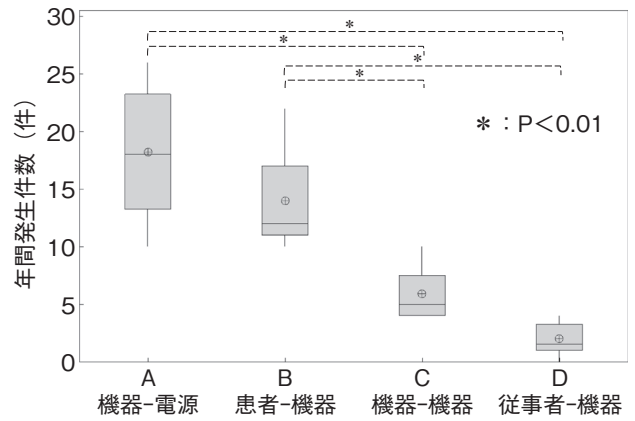 30
25
20
15
10
5
0
年間発生件数（件）
*
*
*
*
*：P＜0.01
A
B
C
D
機器−電源
患者−機器
機器−機器
従事者−機器